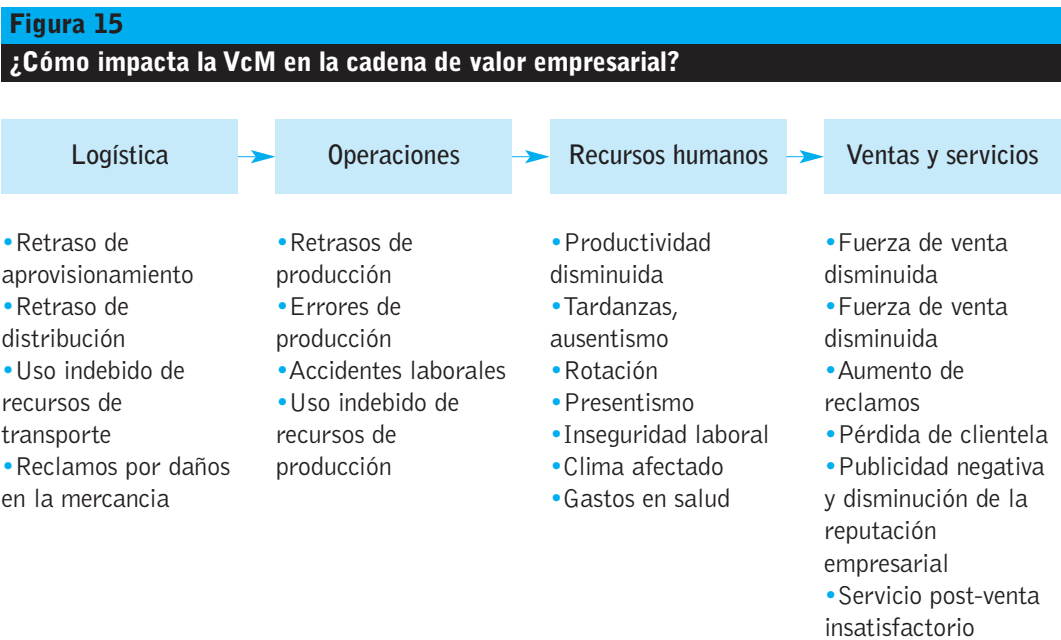 Figura 15
¿Cómo impacta la VcM en la cadena de valor empresarial?
Logística
Operaciones
Recursos humanos
Ventas y servicios
•Retraso de
aprovisionamiento
•Retraso de
distribución
•Uso indebido de
recursos de
transporte
•Reclamos por daños
en la mercancia
•Retrasos de
producción
•Errores de
producción
•Accidentes laborales
•Uso indebido de
recursos de
producción
•Productividad
disminuida
•Tardanzas,
ausentismo
•Rotación
•Presentismo
•Inseguridad laboral
•Clima afectado
•Gastos en salud
•Fuerza de venta
disminuida
•Fuerza de venta
disminuida
•Aumento de
reclamos
•Pérdida de clientela
•Publicidad negativa
y disminución de la
reputación
empresarial
•Servicio post-venta
insatisfactorio